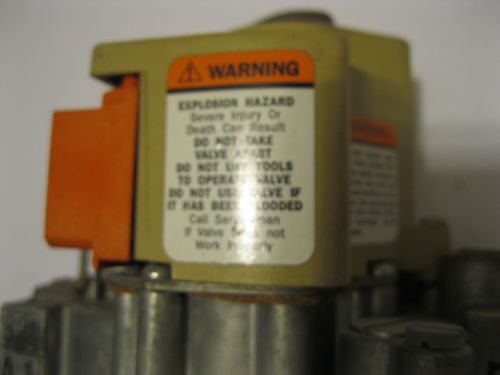 WARNING
EXPLOSION HAZARD
Severe Injury Or
Death Can Result
DO NOT TAKE
VALVE APART
DO NOT USE TOOLS
TO OPERATE VALVE
DO NOT USE VALVE IF
IT HAS BEEN FLOODED
Call Serviceman
If Valve Does not
Work Properly